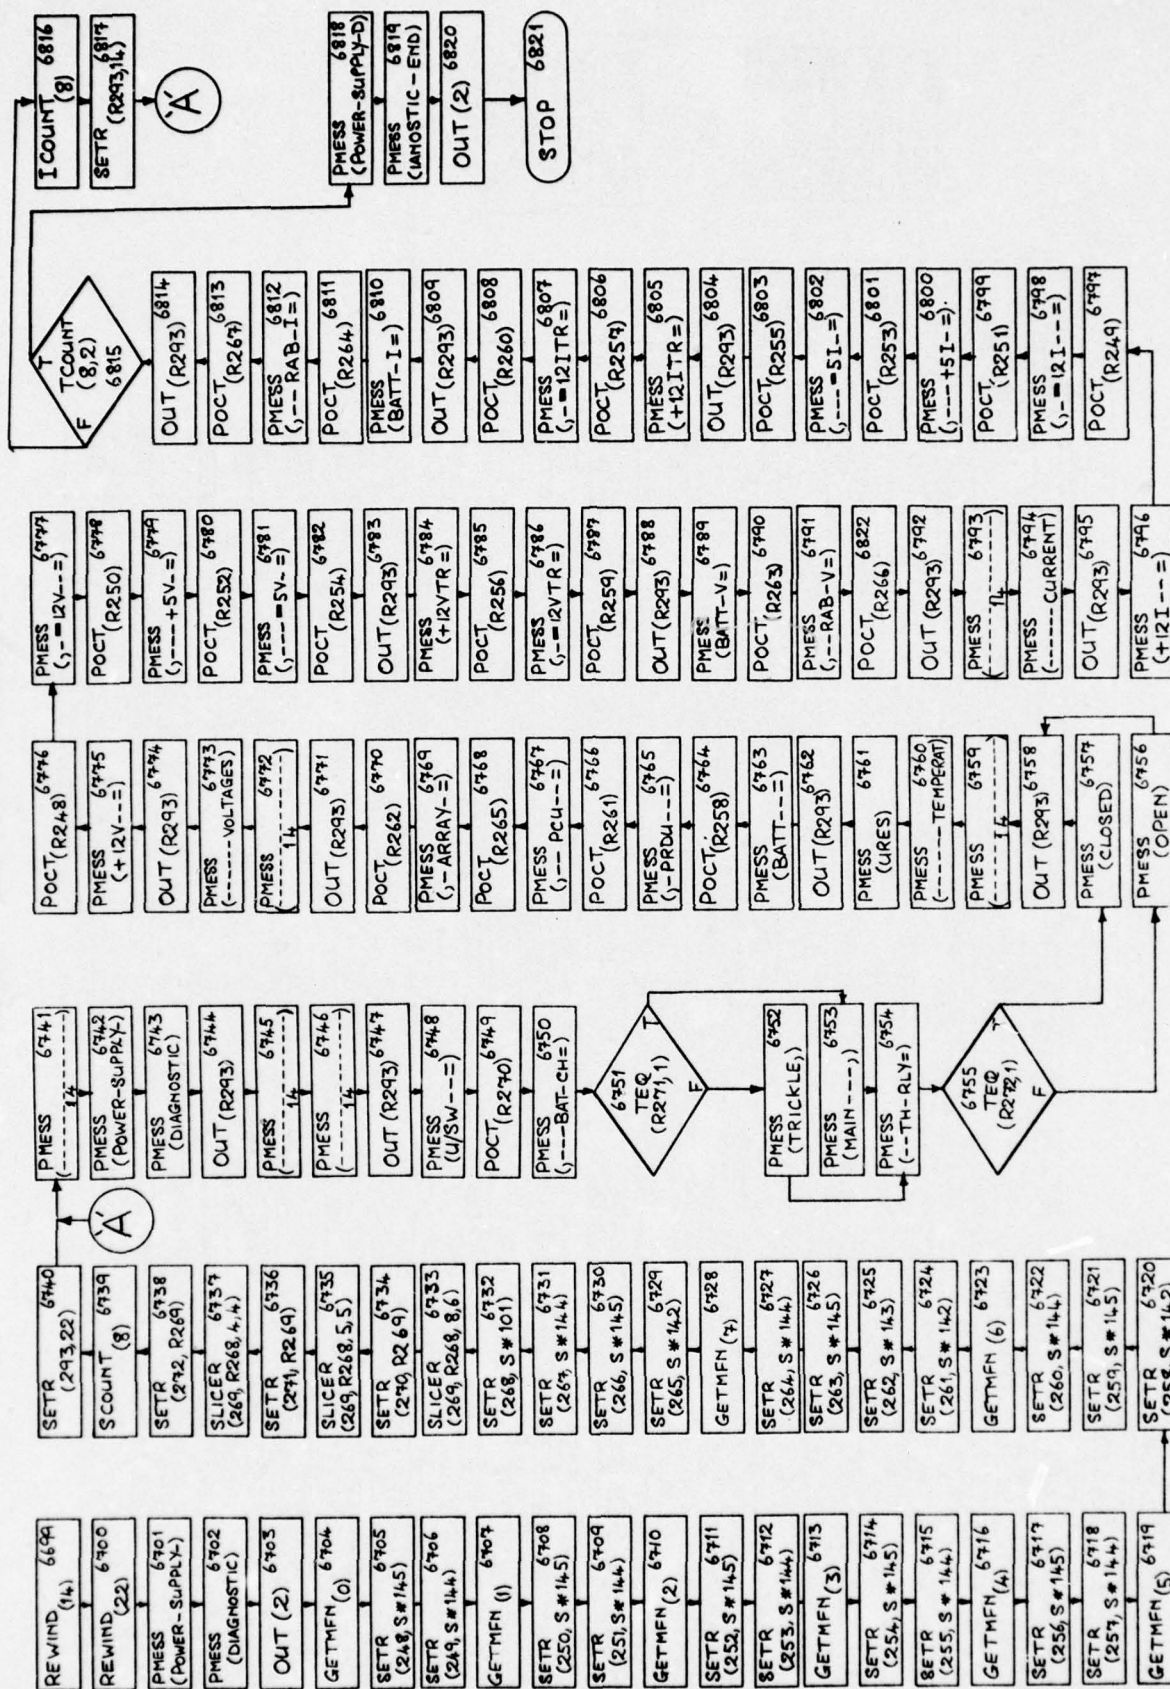 REWIND 6699
(14)
REWIND 6700
(22)
PMESS 6701
(POWER-SUPPLY-)
PMESS 6702
(DIAGNOSTIC)
OUT (2) 6703
GETMFN 6704
(0)
SETR 6705
(248, S*145)
SETR 6706
(249, S*144)
GETMFN 6707
(1)
SETR 6708
(250, S*145)
SETR 6709
(251, S*144)
GETMFN 6710
(2)
SETR 6711
(252, S*145)
SETR 6712
(253, S*144)
GETMFN 6713
(3)
SETR 6714
(254, S*145)
SETR 6715
(255, S*144)
GETMFN 6716
(4)
SETR 6717
(256, S*145)
SETR 6718
(257, S*144)
GETMFN 6719
(5)
SETR 6740
(293,22)
SCOUNT 6739
(8)
SETR 6738
(272, R269)
SLICER 6737
(269, R268, 4,4)
SETR 6736
(271, R269)
SLICER 6735
(269, R268, 5,5)
SETR 6734
(270, R269)
SLICER 6733
(269, R268, 8,6)
SETR 6732
(268, S*101)
SETR 6731
(267, S*144)
SETR 6730
(266, S*145)
SETR 6729
(265, S*142)
GETMFN 6728
(7)
SETR 6727
(264, S*144)
SETR 6726
(263, S*145)
SETR 6725
(262, S*143)
SETR 6724
(261, S*142)
GETMFN 6723
(6)
SETR 6722
(260, S*144)
SETR 6721
(259, S*145)
SETR 6720
(258, S*142)
'A'
PMESS 6741
(--------------)
14
PMESS 6742
(POWER-SUPPLY-)
PMESS 6743
(DIAGNOSTIC)
OUT (R293) 6744
PMESS 6745
(--------------)
14
PMESS 6746
(--------------)
14
OUT (R293) 6747
PMESS 6748
(U/SW--=)
POCT (R270) 6749
PMESS 6750
(,----BAT-CH=)
6751
TEQ
(R271,1)
T
F
PMESS 6752
(TRICKLE,)
PMESS 6753
(MAIN---,)
PMESS 6754
(--TH-RLY=)
6755
TEQ
(R272,1)
T
F
POCT (R248) 6776
PMESS 6775
(+12V--=)
OUT (R293) 6774
PMESS 6773
(------VOLTAGES)
PMESS 6772
(--------------)
14
OUT (R293) 6771
POCT (R262) 6770
PMESS 6769
(,-ARRAY-=)
POCT (R265) 6768
PMESS 6767
(,--PCU---=)
POCT (R261) 6766
PMESS 6765
(,-PRDU---=)
POCT (R258) 6764
PMESS 6763
(BATT---=)
OUT (R293) 6762
PMESS 6761
(URES)
PMESS 6760
(-----TEMPERAT)
PMESS 6759
(--------------)
14
OUT (R293) 6758
PMESS 6757
(CLOSED)
PMESS 6756
(OPEN)
PMESS 6777
(,-=12V--=)
POCT (R250) 6778
PMESS 6779
(,----+5V-=)
POCT (R252) 6780
PMESS 6781
(,----=5V-=)
POCT (R254) 6782
OUT (R293) 6783
PMESS 6784
(+12VTR=)
POCT (R256) 6785
PMESS 6786
(,-=12VTR=)
POCT (R259) 6787
OUT (R293) 6788
PMESS 6789
(BATT-V=)
POCT (R263) 6790
PMESS 6791
(,--RAB-V=)
POCT (R266) 6822
OUT (R293) 6792
PMESS 6793
(--------------)
14
PMESS 6794
(------CURRENT)
OUT (R293) 6795
PMESS 6796
(+12I---=)
T
TCOUNT
(8,2)
6815
F
OUT (R293) 6814
POCT (R267) 6813
PMESS 6812
(,--RAB-I=)
POCT (R264) 6811
PMESS 6810
(BATT-I=)
OUT (R293) 6809
POCT (R260) 6808
PMESS 6807
(,-=12ITR=)
POCT (R257) 6806
PMESS 6805
(+12ITR=)
OUT (R293) 6804
POCT (R255) 6803
PMESS 6802
(,---=5I-=)
POCT (R253) 6801
PMESS 6800
(,---+5I-=)
POCT (R251) 6799
PMESS 6798
(,-=12I--=)
POCT (R249) 6797
ICOUNT 6816
(8)
SETR 6817
(R293,14)
'A'
PMESS 6818
(POWER-SUPPLY-D)
PMESS 6819
(IANOSTIC-END)
OUT (2) 6820
STOP 6821